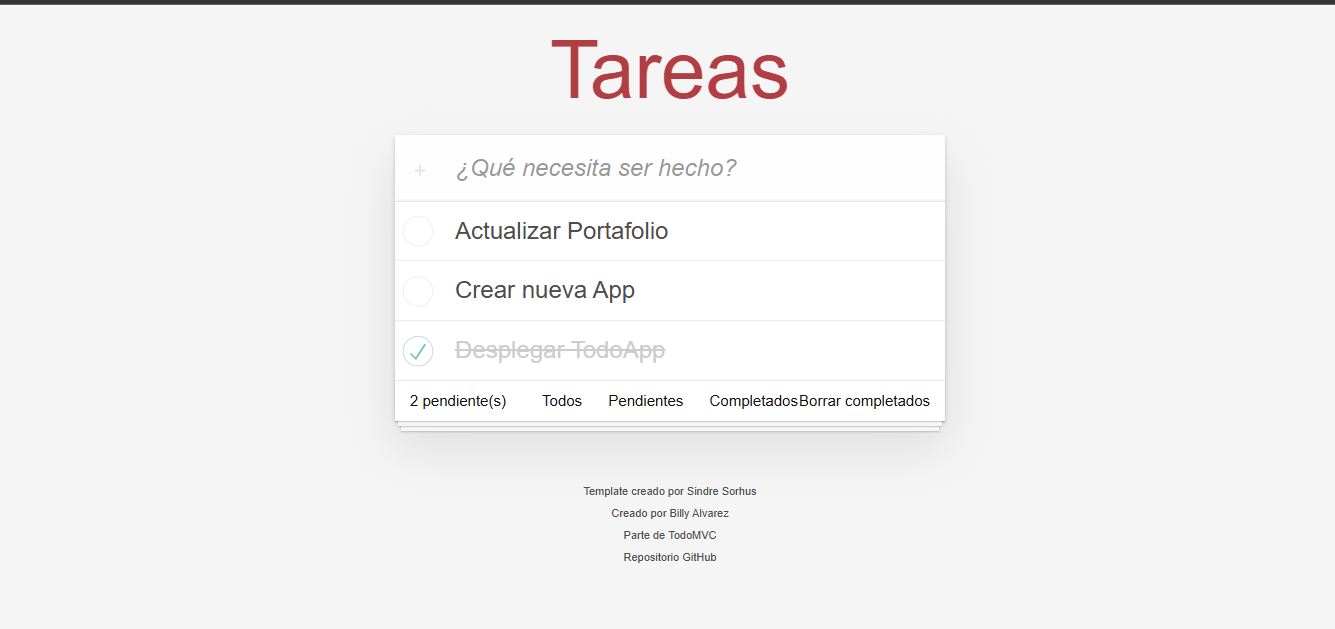 Tareas
+ ¿Qué necesita ser hecho?
Actualizar Portafolio
Crear nueva App
Desplegar TodoApp
2 pendiente(s) Todos Pendientes Completados Borrar completados
Template creado por Sindre Sorhus
Creado por Billy Alvarez
Parte de TodoMVC
Repositorio GitHub